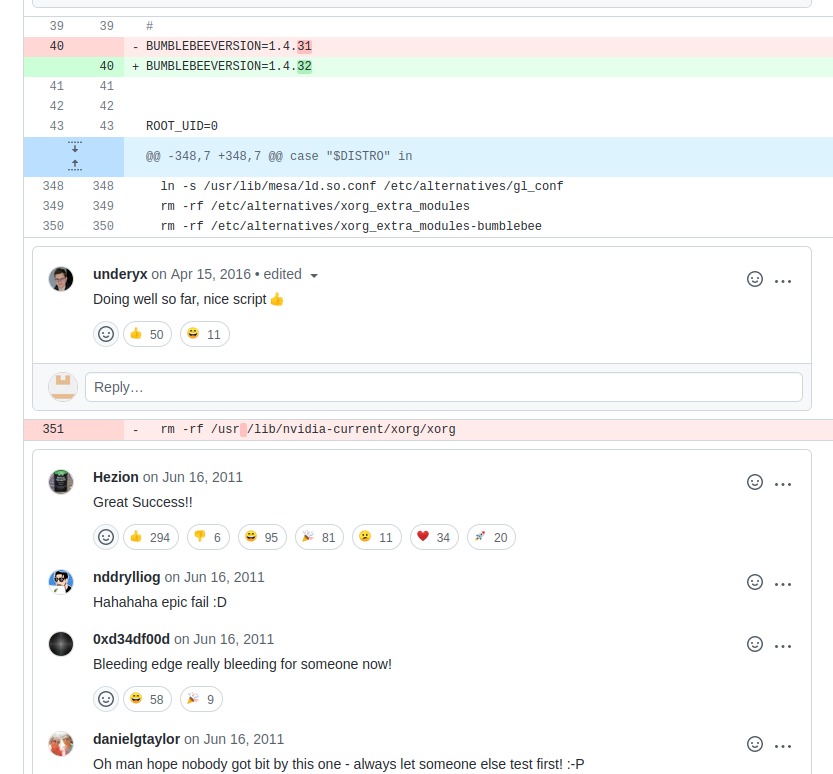 39 39 #
40 - BUMBLEBEEVERSION=1.4.31
40 + BUMBLEBEEVERSION=1.4.32
41 41
42 42
43 43 ROOT_UID=0
@@ -348,7 +348,7 @@ case "$DISTRO" in
348 348 ln -s /usr/lib/mesa/ld.so.conf /etc/alternatives/gl_conf
349 349 rm -rf /etc/alternatives/xorg_extra_modules
350 350 rm -rf /etc/alternatives/xorg_extra_modules-bumblebee
underyx on Apr 15, 2016 • edited
Doing well so far, nice script 👍
👍 50 😄 11
Reply…
351 - rm -rf /usr /lib/nvidia-current/xorg/xorg
Hezion on Jun 16, 2011
Great Success!!
👍 294 👎 6 😄 95 🎉 81 😕 11 ❤️ 34 🚀 20
nddrylliog on Jun 16, 2011
Hahahaha epic fail :D
0xd34df00d on Jun 16, 2011
Bleeding edge really bleeding for someone now!
😄 58 🎉 9
danielgtaylor on Jun 16, 2011
Oh man hope nobody got bit by this one - always let someone else test first! :-P